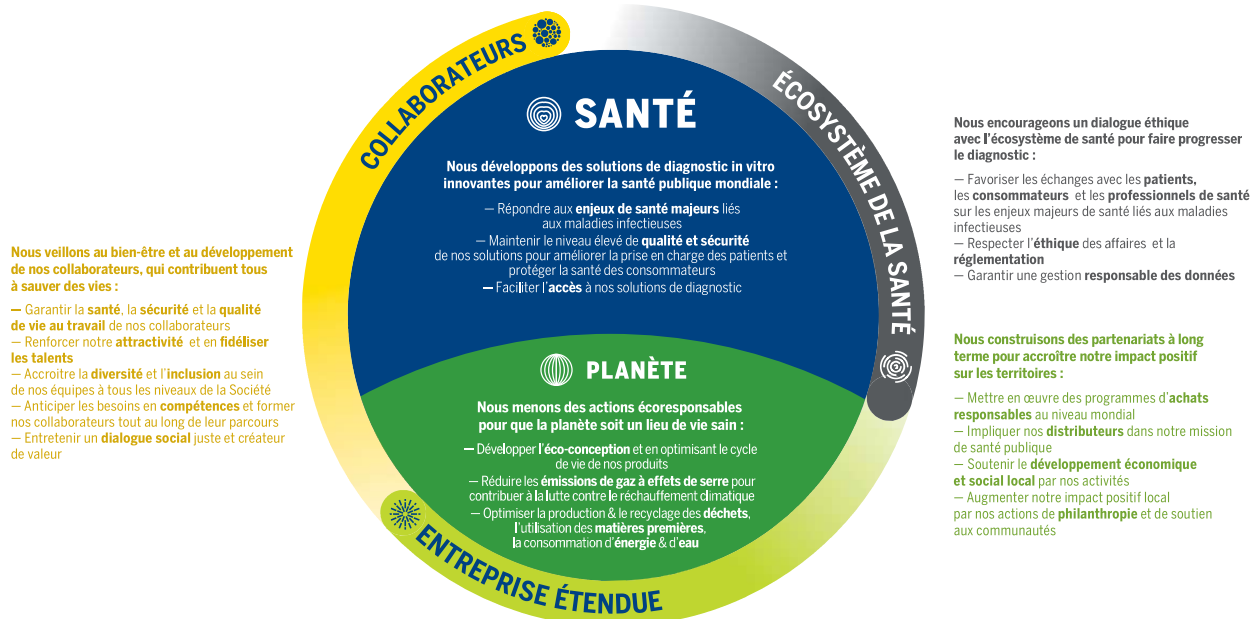 COLLABORATEURS
ÉCOSYSTÈME DE LA SANTÉ
ENTREPRISE ÉTENDUE
SANTÉ
Nous développons des solutions de diagnostic in vitro
innovantes pour améliorer la santé publique mondiale :
— Répondre aux enjeux de santé majeurs liés
aux maladies infectieuses
— Maintenir le niveau élevé de qualité et sécurité
de nos solutions pour améliorer la prise en charge des patients et
protéger la santé des consommateurs
— Faciliter l'accès à nos solutions de diagnostic
PLANÈTE
Nous menons des actions écoresponsables
pour que la planète soit un lieu de vie sain :
— Développer l'éco-conception et en optimisant le cycle
de vie de nos produits
— Réduire les émissions de gaz à effets de serre pour
contribuer à la lutte contre le réchauffement climatique
— Optimiser la production & le recyclage des déchets,
l'utilisation des matières premières,
la consommation d'énergie & d'eau
Nous veillons au bien-être et au développement
de nos collaborateurs, qui contribuent tous
à sauver des vies :
— Garantir la santé, la sécurité et la qualité
de vie au travail de nos collaborateurs
— Renforcer notre attractivité et en fidéliser
les talents
— Accroitre la diversité et l'inclusion au sein
de nos équipes à tous les niveaux de la Société
— Anticiper les besoins en compétences et former
nos collaborateurs tout au long de leur parcours
— Entretenir un dialogue social juste et créateur
de valeur
Nous encourageons un dialogue éthique
avec l'écosystème de santé pour faire progresser
le diagnostic :
— Favoriser les échanges avec les patients,
les consommateurs et les professionnels de santé
sur les enjeux majeurs de santé liés aux maladies
infectieuses
— Respecter l'éthique des affaires et la
réglementation
— Garantir une gestion responsable des données
Nous construisons des partenariats à long
terme pour accroître notre impact positif
sur les territoires :
— Mettre en œuvre des programmes d'achats
responsables au niveau mondial
— Impliquer nos distributeurs dans notre mission
de santé publique
— Soutenir le développement économique
et social local par nos activités
— Augmenter notre impact positif local
par nos actions de philanthropie et de soutien
aux communautés